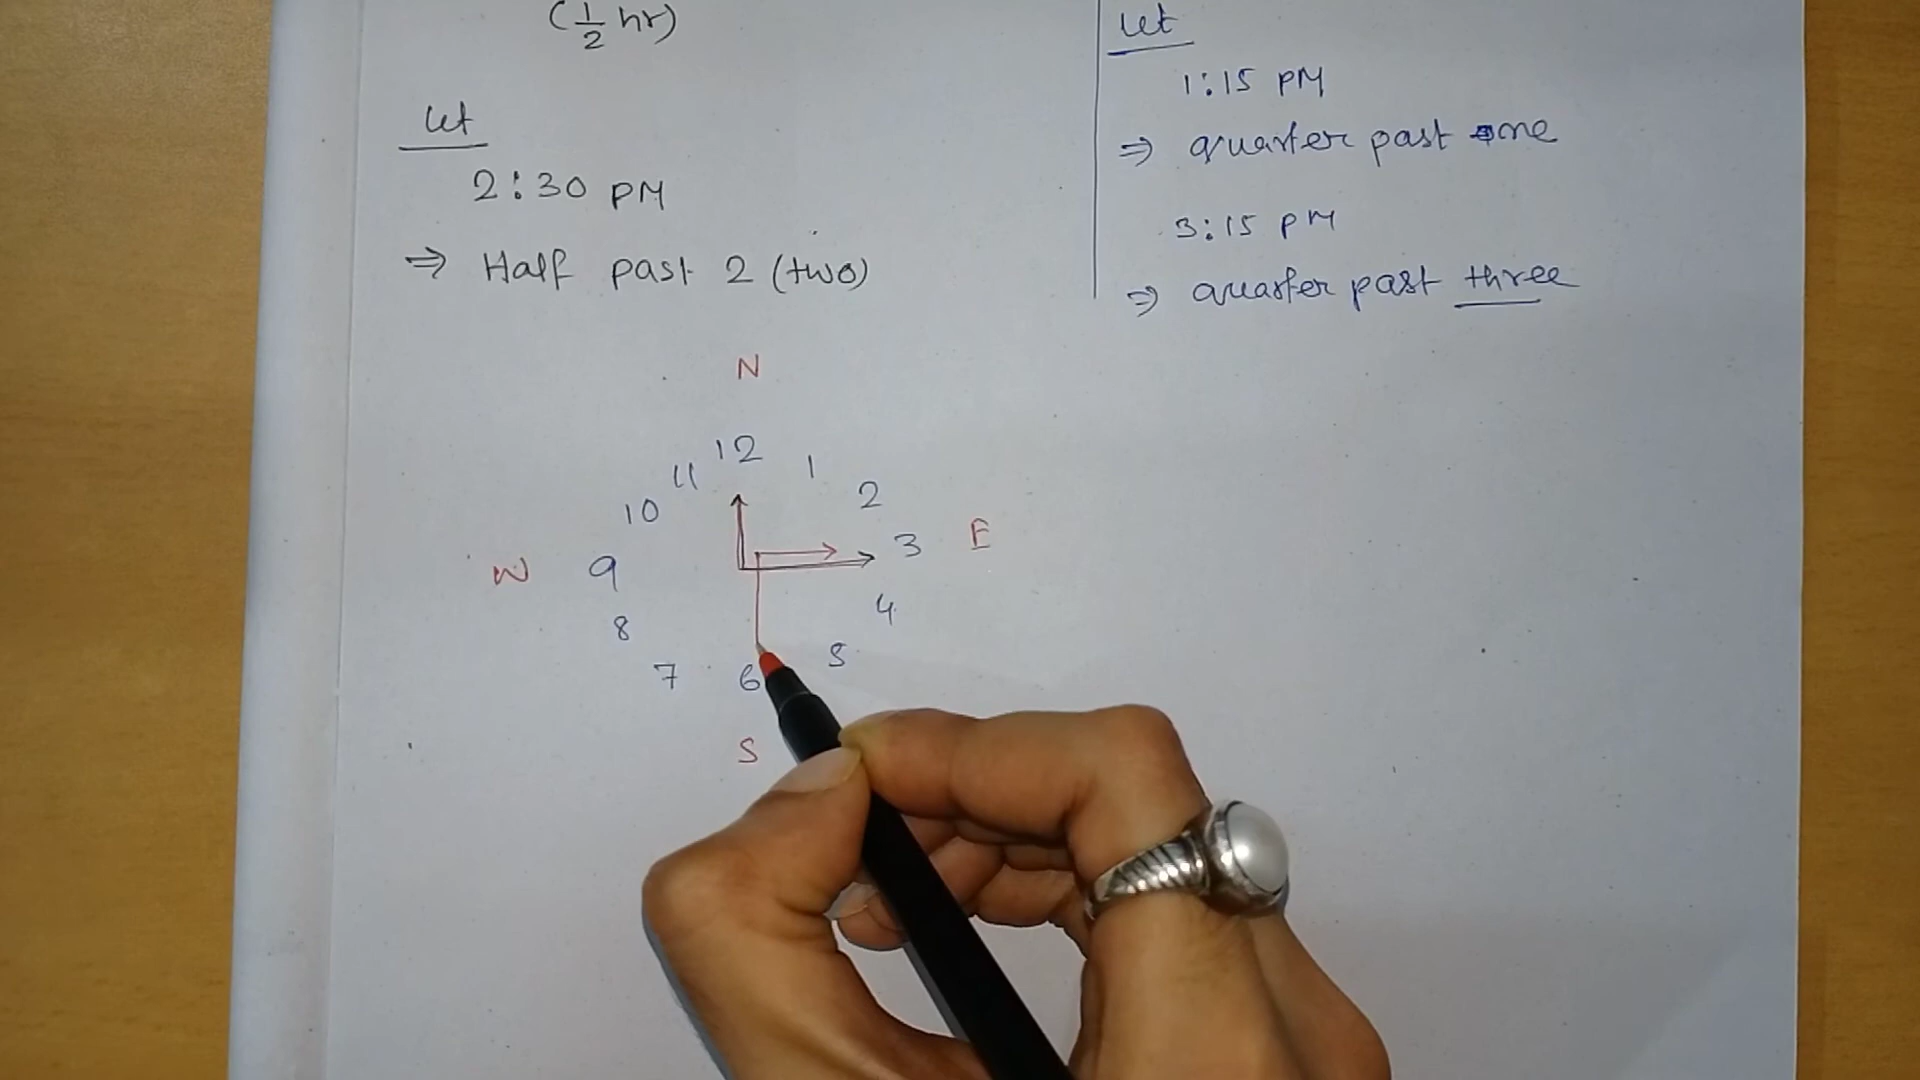 (1/2 hr)
let
2:30 PM
⇒ Half past 2 (two)
let
1:15 PM
⇒ quarter past one
3:15 PM
⇒ quarter past three
N
12
11
1
10
2
W
9
3
E
8
4
7
6
5
S